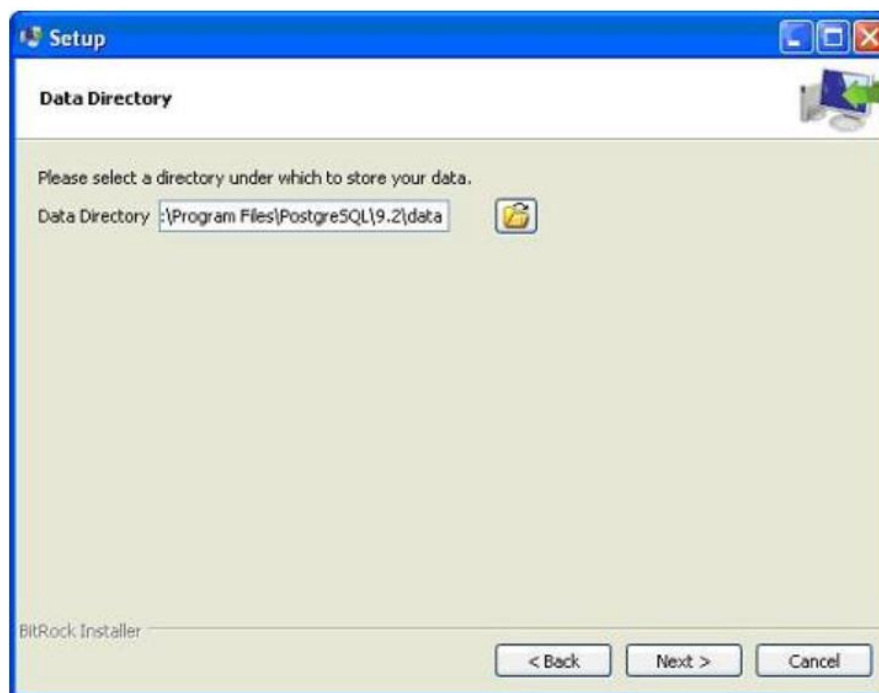 Setup
Data Directory
Please select a directory under which to store your data.
Data Directory :\Program Files\PostgreSQL\9.2\data
BitRock Installer
< Back Next > Cancel